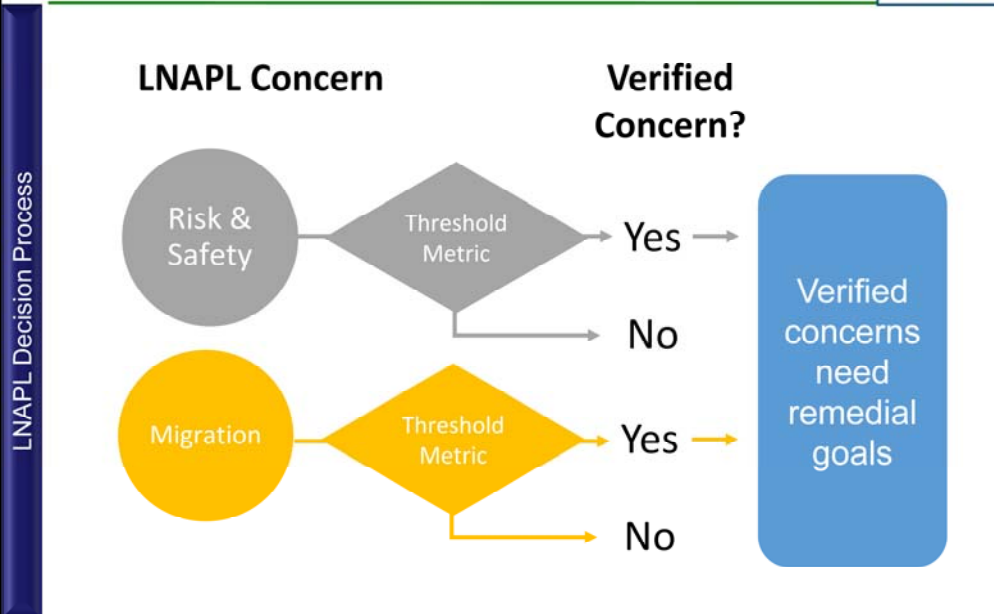 LNAPL Decision Process
LNAPL Concern
Verified
Concern?
Risk &
Safety
Threshold
Metric
Yes
No
Migration
Threshold
Metric
Yes
No
Verified
concerns
need
remedial
goals